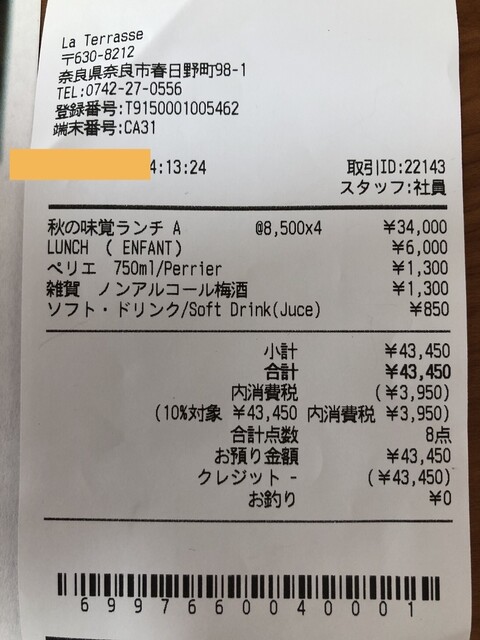 La Terrasse
〒630-8212
奈良県奈良市春日野町98-1
TEL:0742-27-0556
登録番号:T9150001005462
端末番号:CA31
4:13:24 取引ID:22143
スタッフ:社員
秋の味覚ランチ A @8,500x4 ¥34,000
LUNCH ( ENFANT) ¥6,000
ペリエ 750ml/Perrier ¥1,300
雑賀 ノンアルコール梅酒 ¥1,300
ソフト・ドリンク/Soft Drink(Juce) ¥850
小計 ¥43,450
合計 ¥43,450
内消費税 (¥3,950)
(10%対象 ¥43,450 内消費税 ¥3,950)
合計点数 8点
お預り金額 ¥43,450
クレジット - (¥43,450)
お釣り ¥0
6997660040001